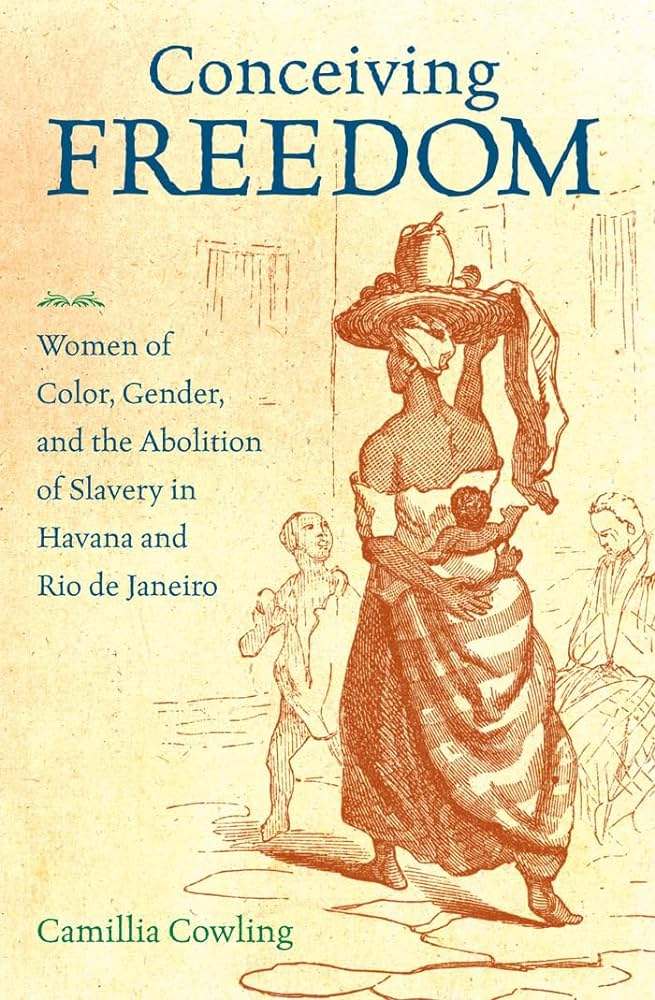 Conceiving
FREEDOM
Women of
Color, Gender,
and the Abolition
of Slavery in
Havana and
Rio de Janeiro
Camillia Cowling